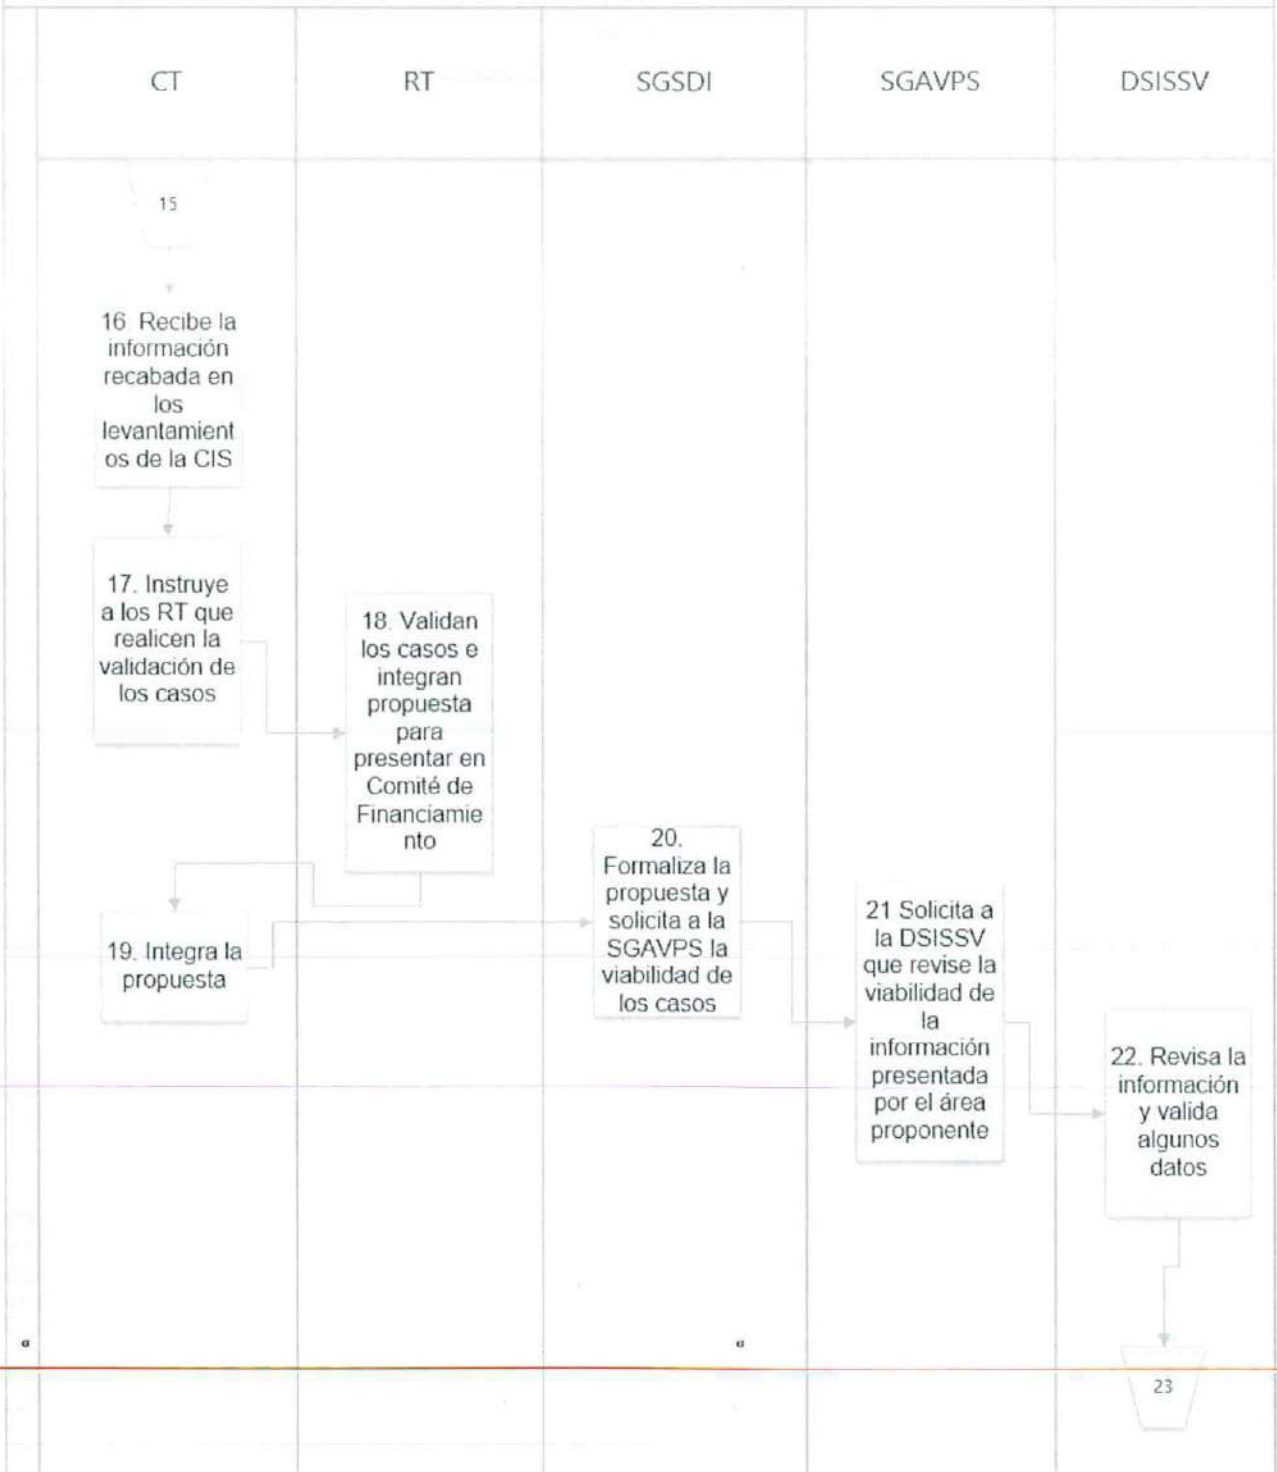 CT
RT
SGSDI
SGAVPS
DSISSV
15
16. Recibe la
información
recabada en
los
levantamient
os de la CIS
17. Instruye
a los RT que
realicen la
validación de
los casos
18. Validan
los casos e
integran
propuesta
para
presentar en
Comité de
Financiamie
nto
19. Integra la
propuesta
20.
Formaliza la
propuesta y
solicita a la
SGAVPS la
viabilidad de
los casos
21 Solicita a
la DSISSV
que revise la
viabilidad de
la
información
presentada
por el área
proponente
22. Revisa la
información
y valida
algunos
datos
23